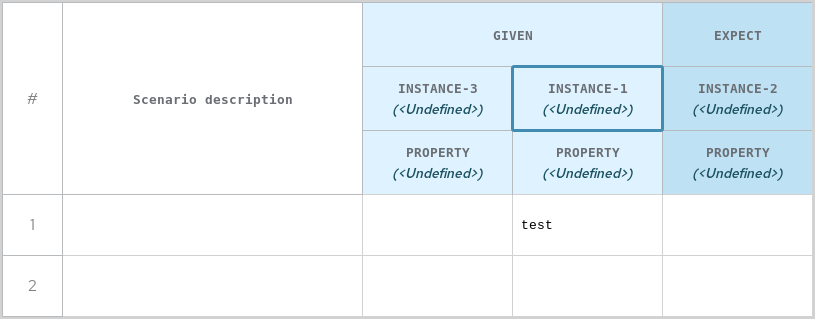 GIVEN
EXPECT
#
Scenario description
INSTANCE-3
(<Undefined>)
INSTANCE-1
(<Undefined>)
INSTANCE-2
(<Undefined>)
PROPERTY
(<Undefined>)
PROPERTY
(<Undefined>)
PROPERTY
(<Undefined>)
1
test
2